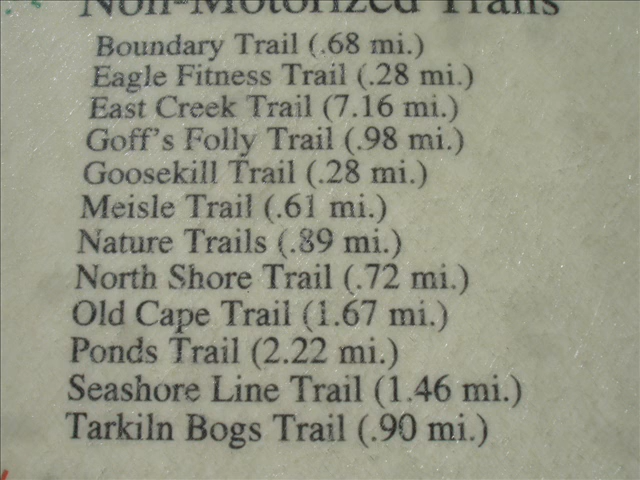 Non-Motorized Trails
Boundary Trail (.68 mi.)
Eagle Fitness Trail (.28 mi.)
East Creek Trail (7.16 mi.)
Goff's Folly Trail (.98 mi.)
Goosekill Trail (.28 mi.)
Meisle Trail (.61 mi.)
Nature Trails (.89 mi.)
North Shore Trail (.72 mi.)
Old Cape Trail (1.67 mi.)
Ponds Trail (2.22 mi.)
Seashore Line Trail (1.46 mi.)
Tarkiln Bogs Trail (.90 mi.)